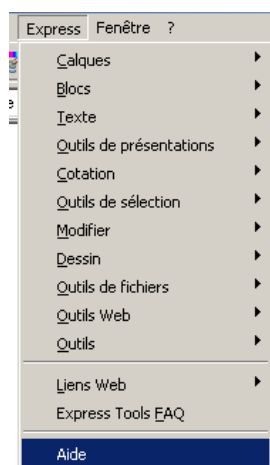 Express Fenêtre ?
Calques
Blocs
Texte
Outils de présentations
Cotation
Outils de sélection
Modifier
Dessin
Outils de fichiers
Outils Web
Outils
Liens Web
Express Tools FAQ
Aide